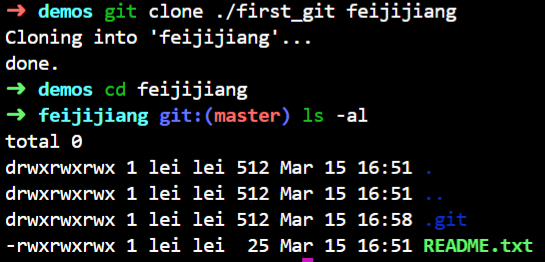 ➜ demos git clone ./first_git feijijiang
Cloning into 'feijijiang'...
done.
➜ demos cd feijijiang
➜ feijijiang git:(master) ls -al
total 0
drwxrwxrwx 1 lei lei 512 Mar 15 16:51 .
drwxrwxrwx 1 lei lei 512 Mar 15 16:51 ..
drwxrwxrwx 1 lei lei 512 Mar 15 16:58 .git
-rwxrwxrwx 1 lei lei  25 Mar 15 16:51 README.txt